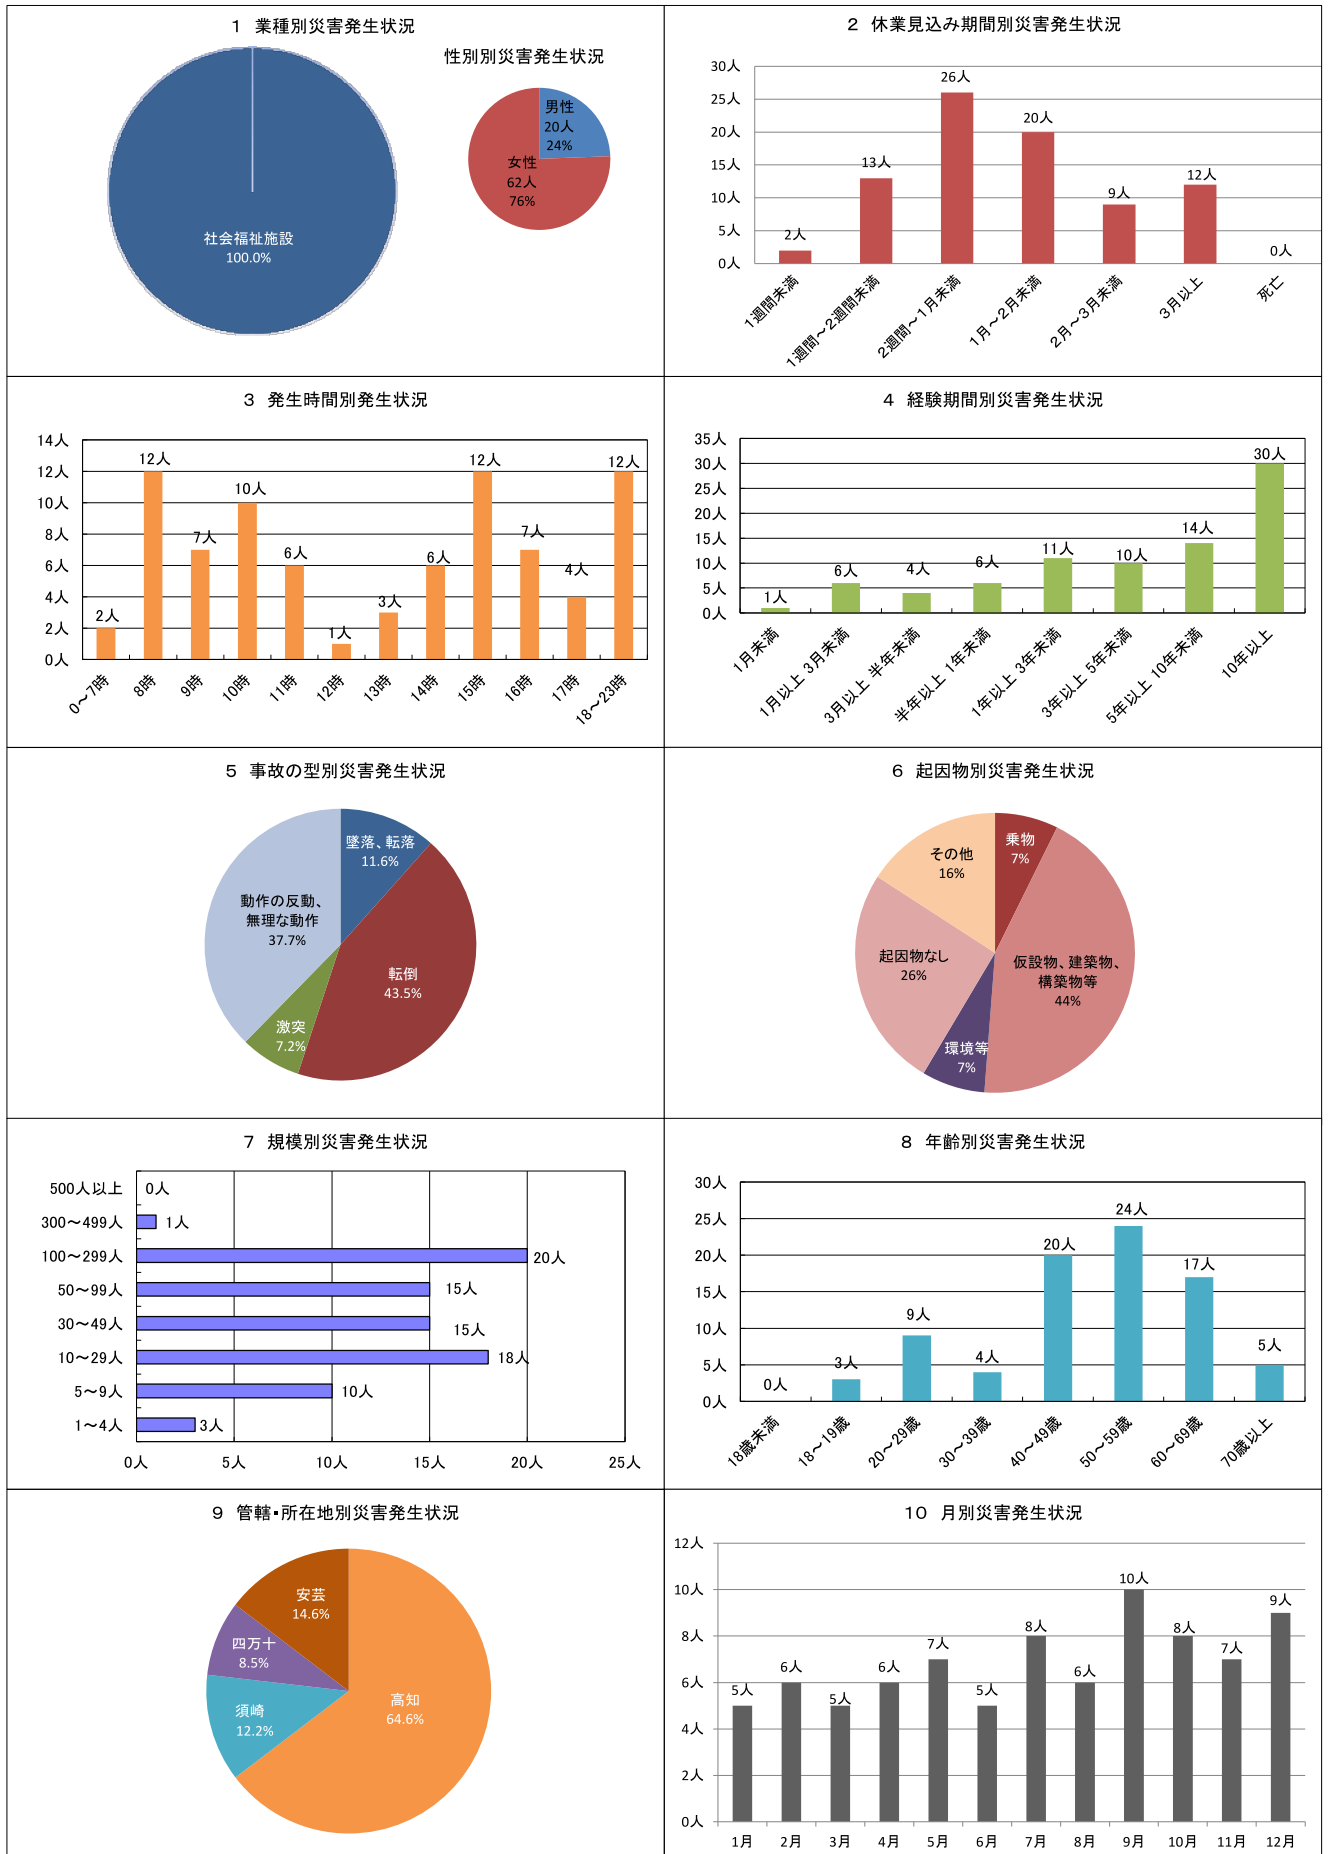 1 業種別災害発生状況
社会福祉施設
100.0%
性別別災害発生状況
男性
20人
24%
女性
62人
76%
2 休業見込み期間別災害発生状況
30人
25人
20人
15人
10人
5人
0人
2人
13人
26人
20人
9人
12人
0人
1週間未満
1週間～2週間未満
2週間～1月未満
1月～2月未満
2月～3月未満
3月以上
死亡
3 発生時間別発生状況
14人
12人
10人
8人
6人
4人
2人
0人
2人
12人
7人
10人
6人
1人
3人
6人
12人
7人
4人
12人
0～7時
8時
9時
10時
11時
12時
13時
14時
15時
16時
17時
18～23時
4 経験期間別災害発生状況
35人
30人
25人
20人
15人
10人
5人
0人
1人
6人
4人
6人
11人
10人
14人
30人
1月未満
1月以上 3月未満
3月以上 半年未満
半年以上 1年未満
1年以上 3年未満
3年以上 5年未満
5年以上 10年未満
10年以上
5 事故の型別災害発生状況
墜落、転落
11.6%
転倒
43.5%
激突
7.2%
動作の反動、
無理な動作
37.7%
6 起因物別災害発生状況
乗物
7%
仮設物、建築物、
構築物等
44%
環境等
7%
起因物なし
26%
その他
16%
7 規模別災害発生状況
500人以上
0人
300～499人
1人
100～299人
20人
50～99人
15人
30～49人
15人
10～29人
18人
5～9人
10人
1～4人
3人
0人
5人
10人
15人
20人
25人
8 年齢別災害発生状況
30人
25人
20人
15人
10人
5人
0人
0人
3人
9人
4人
20人
24人
17人
5人
18歳未満
18～19歳
20～29歳
30～39歳
40～49歳
50～59歳
60～69歳
70歳以上
9 管轄・所在地別災害発生状況
高知
64.6%
須崎
12.2%
四万十
8.5%
安芸
14.6%
10 月別災害発生状況
12人
10人
8人
6人
4人
2人
0人
5人
6人
5人
6人
7人
5人
8人
6人
10人
8人
7人
9人
1月
2月
3月
4月
5月
6月
7月
8月
9月
10月
11月
12月